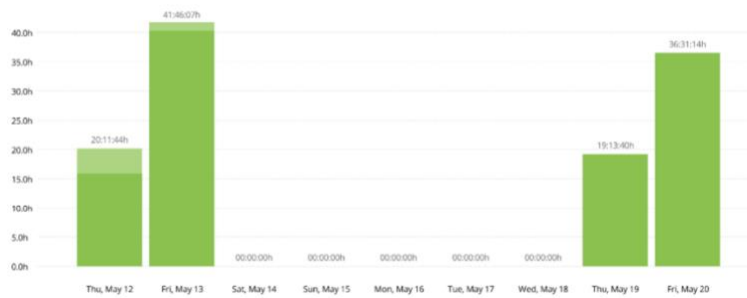 41:46:07h
40.0h
36:31:14h
35.0h
30.0h
25.0h
20:11:44h
20.0h
19:13:40h
15.0h
10.0h
5.0h
00:00:00h 00:00:00h 00:00:00h 00:00:00h 00:00:00h
0.0h
Thu, May 12 Fri, May 13 Sat, May 14 Sun, May 15 Mon, May 16 Tue, May 17 Wed, May 18 Thu, May 19 Fri, May 20